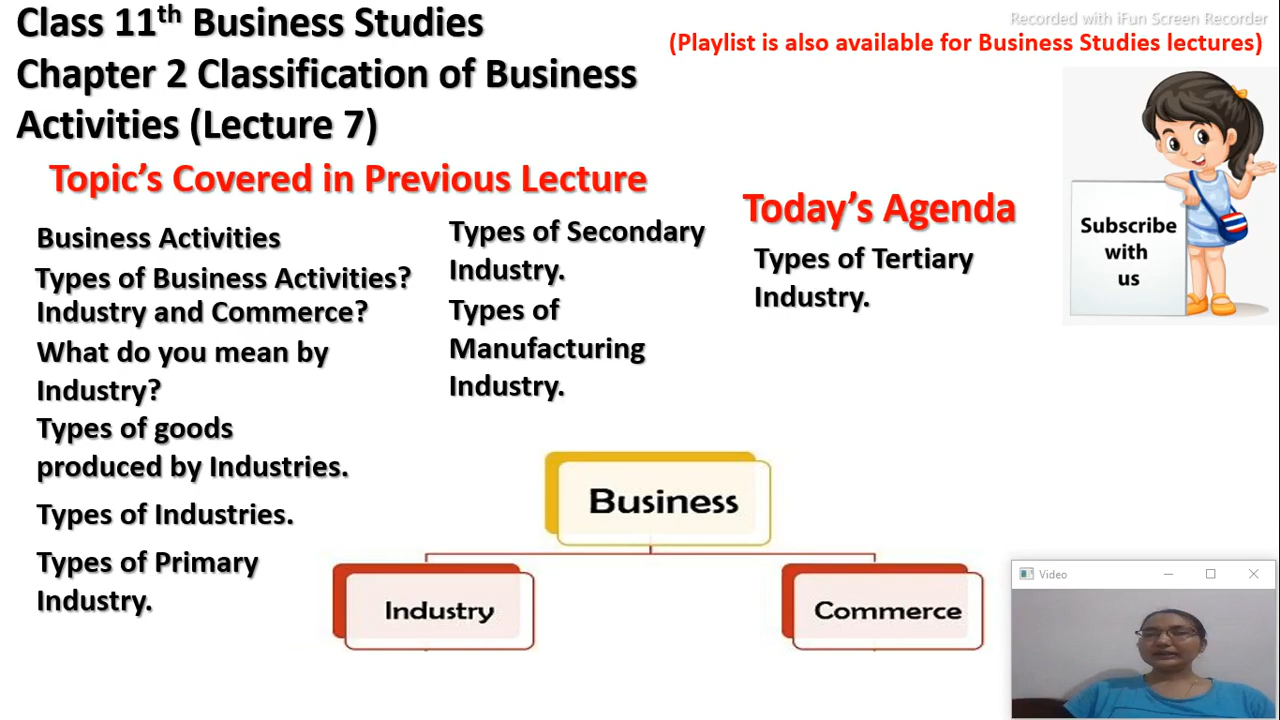 Class 11th Business Studies
Chapter 2 Classification of Business
Activities (Lecture 7)
Recorded with iFun Screen Recorder
(Playlist is also available for Business Studies lectures)
Topic's Covered in Previous Lecture
Business Activities
Types of Business Activities?
Industry and Commerce?
What do you mean by
Industry?
Types of goods
produced by Industries.
Types of Industries.
Types of Primary
Industry.
Types of Secondary
Industry.
Types of
Manufacturing
Industry.
Today's Agenda
Types of Tertiary
Industry.
Subscribe
with
us
Business
Industry
Commerce
Video